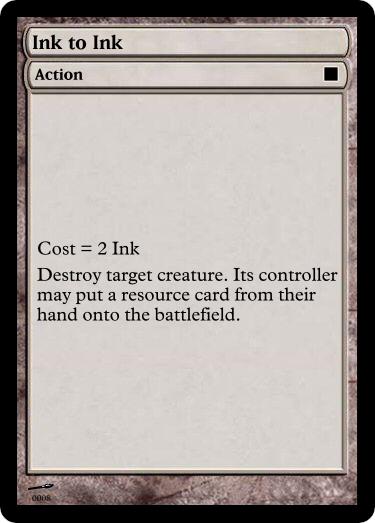 Ink to Ink
Action
Cost = 2 Ink
Destroy target creature. Its controller
may put a resource card from their
hand onto the battlefield.
0008